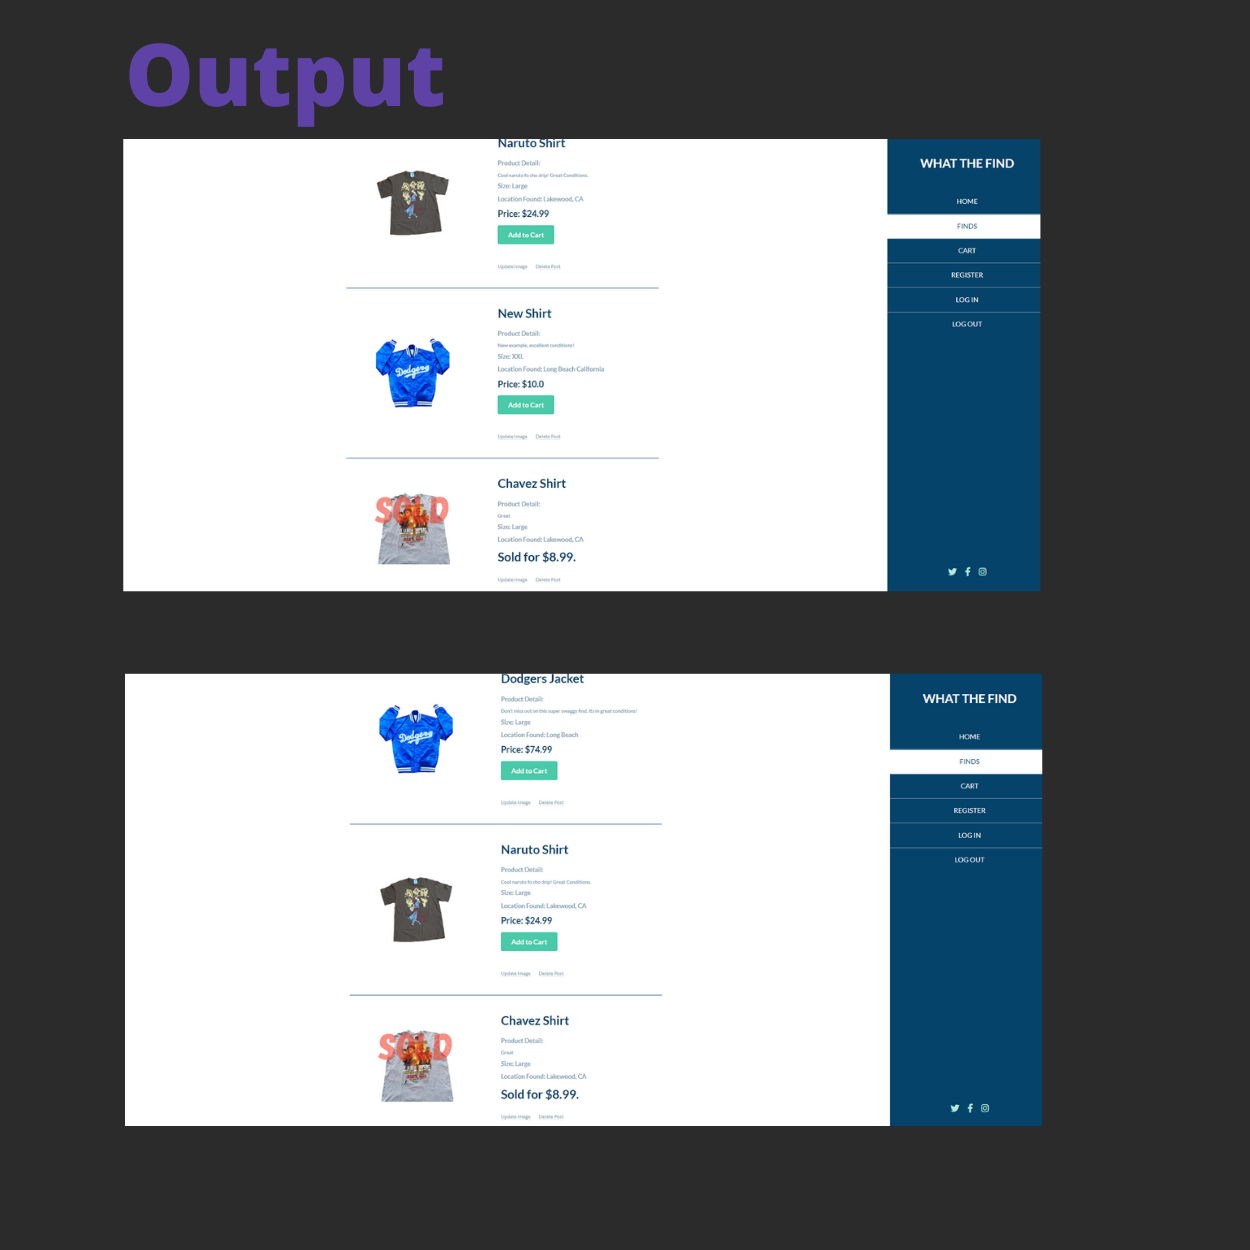 Output
Naruto Shirt
Product Detail:
Cool naruto fo sho drip! Great Conditions.
Size: Large
Location Found: Lakewood, CA
Price: $24.99
Add to Cart
Update Image Delete Post
New Shirt
Product Detail:
New example, excellent conditions!
Size: XXL
Location Found: Long Beach California
Price: $10.0
Add to Cart
Update Image Delete Post
SOLD
Chavez Shirt
Product Detail:
Great
Size: Large
Location Found: Lakewood, CA
Sold for $8.99.
Update Image Delete Post
Dodgers
WHAT THE FIND
HOME
FINDS
CART
REGISTER
LOG IN
LOG OUT
Dodgers Jacket
Product Detail:
Don't miss out on this super swaggy find. Its in great conditions!
Size: Large
Location Found: Long Beach
Price: $74.99
Add to Cart
Update Image Delete Post
Dodgers
Naruto Shirt
Product Detail:
Cool naruto fo sho drip! Great Conditions.
Size: Large
Location Found: Lakewood, CA
Price: $24.99
Add to Cart
Update Image Delete Post
SOLD
Chavez Shirt
Product Detail:
Great
Size: Large
Location Found: Lakewood, CA
Sold for $8.99.
Update Image Delete Post
WHAT THE FIND
HOME
FINDS
CART
REGISTER
LOG IN
LOG OUT